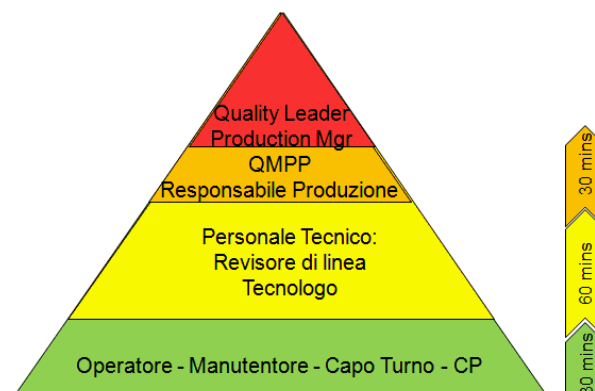 Quality Leader
Production Mgr
QMPP
Responsabile Produzione
Personale Tecnico:
Revisore di linea
Tecnologo
Operatore - Manutentore - Capo Turno - CP
30 mins
60 mins
mins